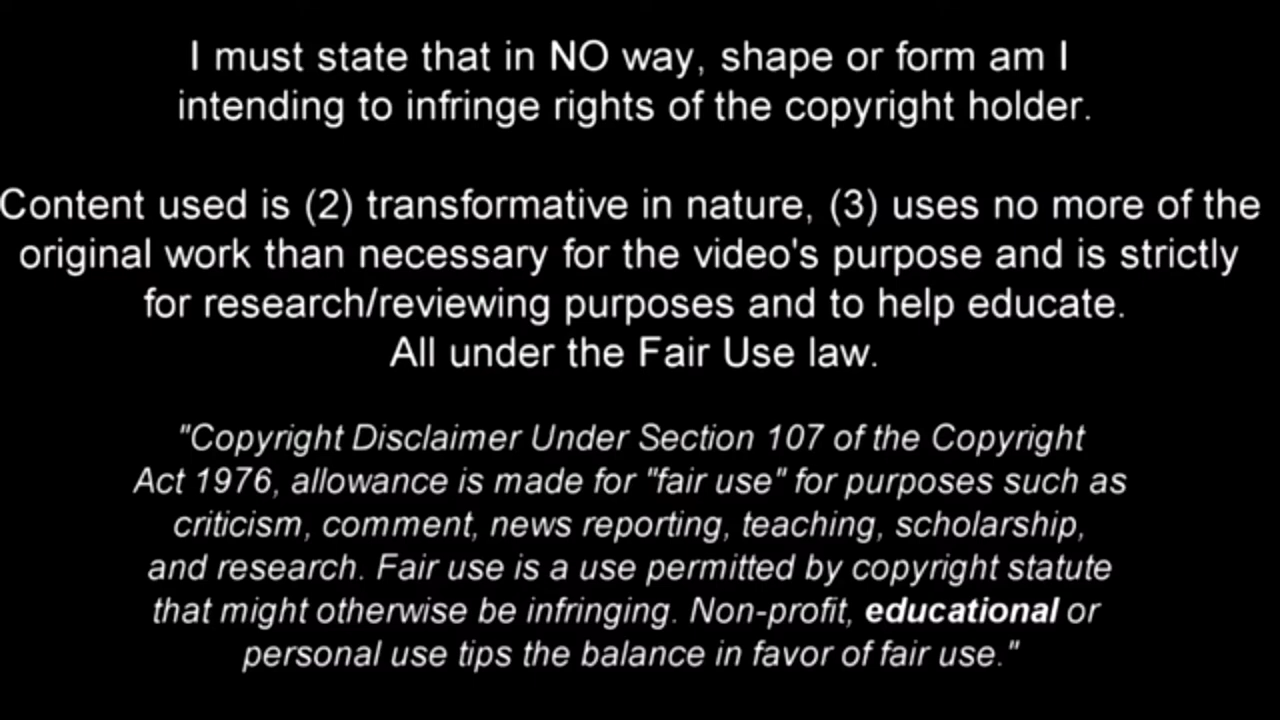 I must state that in NO way, shape or form am I
intending to infringe rights of the copyright holder.
Content used is (2) transformative in nature, (3) uses no more of the
original work than necessary for the video's purpose and is strictly
for research/reviewing purposes and to help educate.
All under the Fair Use law.
"Copyright Disclaimer Under Section 107 of the Copyright
Act 1976, allowance is made for "fair use" for purposes such as
criticism, comment, news reporting, teaching, scholarship,
and research. Fair use is a use permitted by copyright statute
that might otherwise be infringing. Non-profit, educational or
personal use tips the balance in favor of fair use."